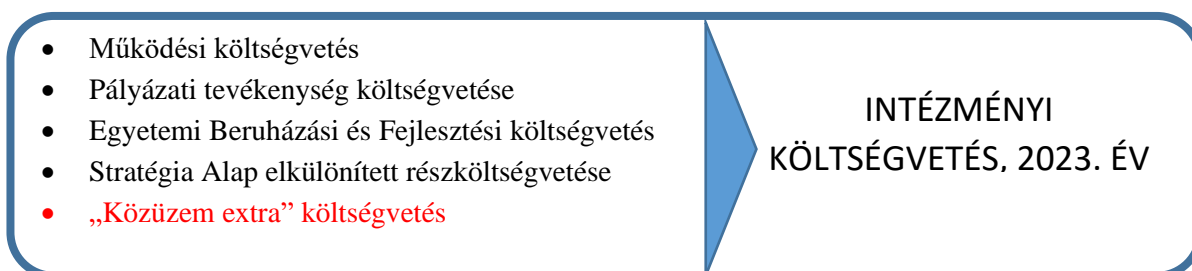 • Működési költségvetés
• Pályázati tevékenység költségvetése
• Egyetemi Beruházási és Fejlesztési költségvetés
• Stratégia Alap elkülönített részköltségvetése
• „Közüzem extra” költségvetés
INTÉZMÉNYI
KÖLTSÉGVETÉS, 2023. ÉV